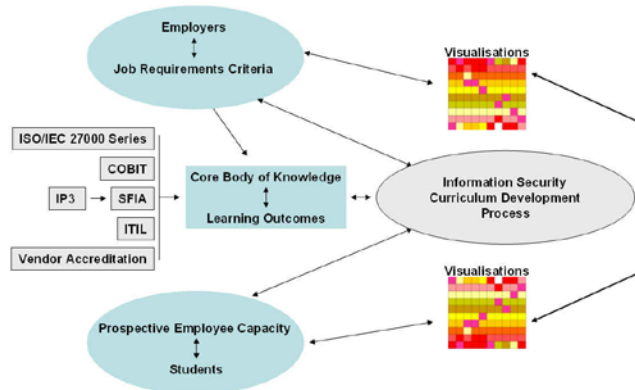 Employers
Job Requirements Criteria
Visualisations
ISO/IEC 27000 Series
COBIT
IP3
SFIA
ITIL
Vendor Accreditation
Core Body of Knowledge
Learning Outcomes
Information Security
Curriculum Development
Process
Visualisations
Prospective Employee Capacity
Students